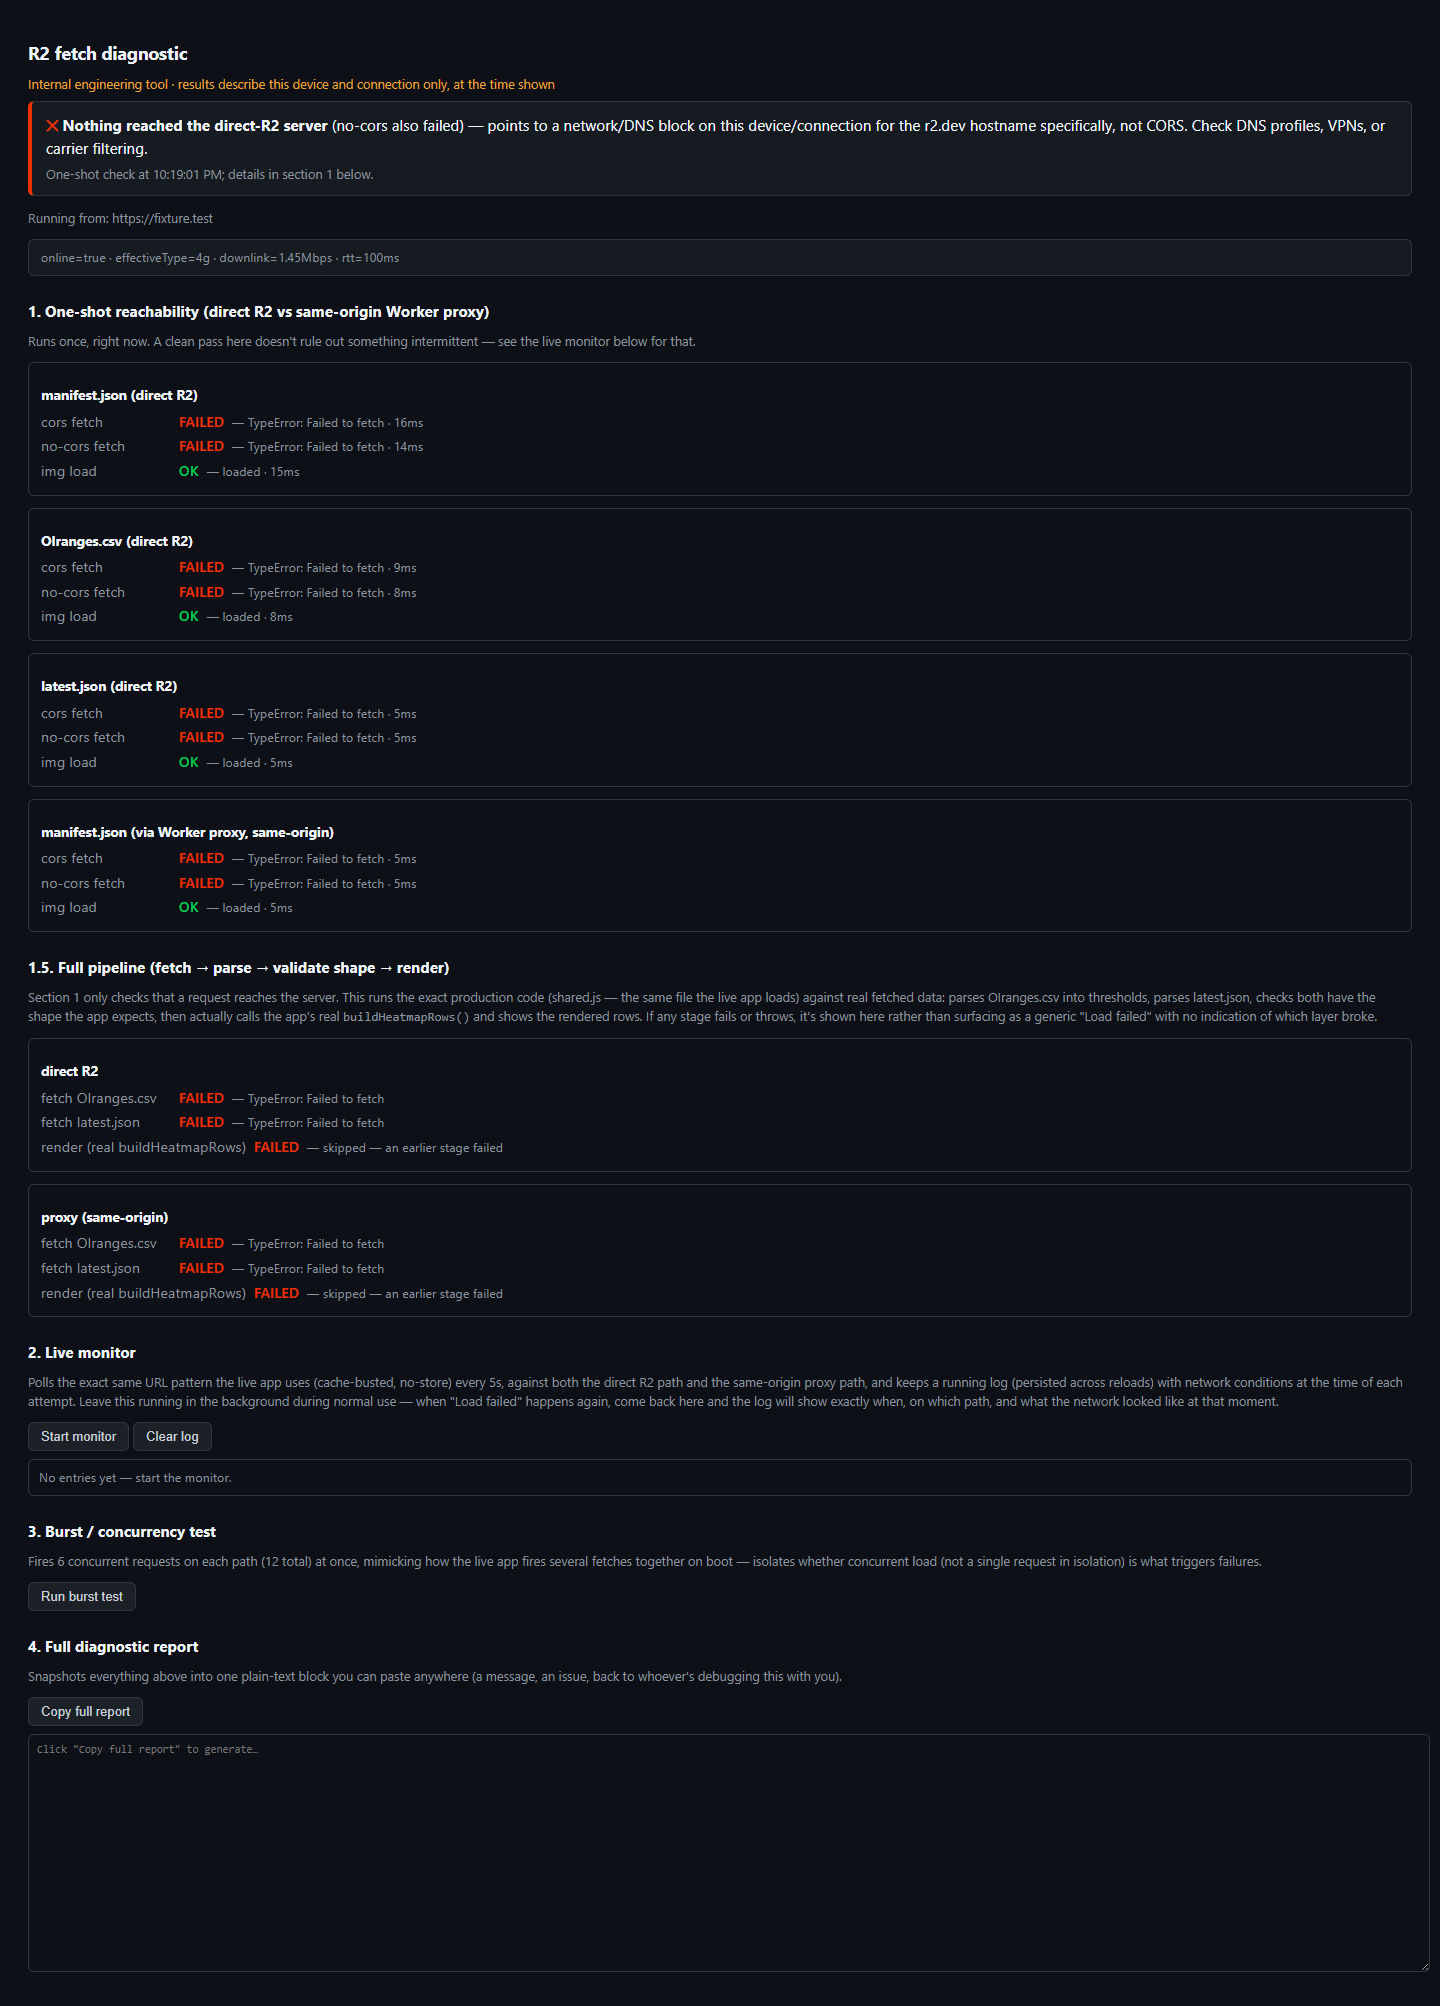 R2 fetch diagnostic
Internal engineering tool · results describe this device and connection only, at the time shown
❌ Nothing reached the direct-R2 server (no-cors also failed) — points to a network/DNS block on this device/connection for the r2.dev hostname specifically, not CORS. Check DNS profiles, VPNs, or
carrier filtering.
One-shot check at 10:19:01 PM; details in section 1 below.
Running from: https://fixture.test
online=true · effectiveType=4g · downlink=1.45Mbps · rtt=100ms
1. One-shot reachability (direct R2 vs same-origin Worker proxy)
Runs once, right now. A clean pass here doesn't rule out something intermittent — see the live monitor below for that.
manifest.json (direct R2)
cors fetch FAILED — TypeError: Failed to fetch · 16ms
no-cors fetch FAILED — TypeError: Failed to fetch · 14ms
img load OK — loaded · 15ms
OIranges.csv (direct R2)
cors fetch FAILED — TypeError: Failed to fetch · 9ms
no-cors fetch FAILED — TypeError: Failed to fetch · 8ms
img load OK — loaded · 8ms
latest.json (direct R2)
cors fetch FAILED — TypeError: Failed to fetch · 5ms
no-cors fetch FAILED — TypeError: Failed to fetch · 5ms
img load OK — loaded · 5ms
manifest.json (via Worker proxy, same-origin)
cors fetch FAILED — TypeError: Failed to fetch · 5ms
no-cors fetch FAILED — TypeError: Failed to fetch · 5ms
img load OK — loaded · 5ms
1.5. Full pipeline (fetch → parse → validate shape → render)
Section 1 only checks that a request reaches the server. This runs the exact production code (shared.js — the same file the live app loads) against real fetched data: parses OIranges.csv into thresholds, parses latest.json, checks both have the
shape the app expects, then actually calls the app's real buildHeatmapRows() and shows the rendered rows. If any stage fails or throws, it's shown here rather than surfacing as a generic "Load failed" with no indication of which layer broke.
direct R2
fetch OIranges.csv FAILED — TypeError: Failed to fetch
fetch latest.json FAILED — TypeError: Failed to fetch
render (real buildHeatmapRows) FAILED — skipped — an earlier stage failed
proxy (same-origin)
fetch OIranges.csv FAILED — TypeError: Failed to fetch
fetch latest.json FAILED — TypeError: Failed to fetch
render (real buildHeatmapRows) FAILED — skipped — an earlier stage failed
2. Live monitor
Polls the exact same URL pattern the live app uses (cache-busted, no-store) every 5s, against both the direct R2 path and the same-origin proxy path, and keeps a running log (persisted across reloads) with network conditions at the time of each
attempt. Leave this running in the background during normal use — when "Load failed" happens again, come back here and the log will show exactly when, on which path, and what the network looked like at that moment.
Start monitor Clear log
No entries yet — start the monitor.
3. Burst / concurrency test
Fires 6 concurrent requests on each path (12 total) at once, mimicking how the live app fires several fetches together on boot — isolates whether concurrent load (not a single request in isolation) is what triggers failures.
Run burst test
4. Full diagnostic report
Snapshots everything above into one plain-text block you can paste anywhere (a message, an issue, back to whoever's debugging this with you).
Copy full report
Click "Copy full report" to generate…